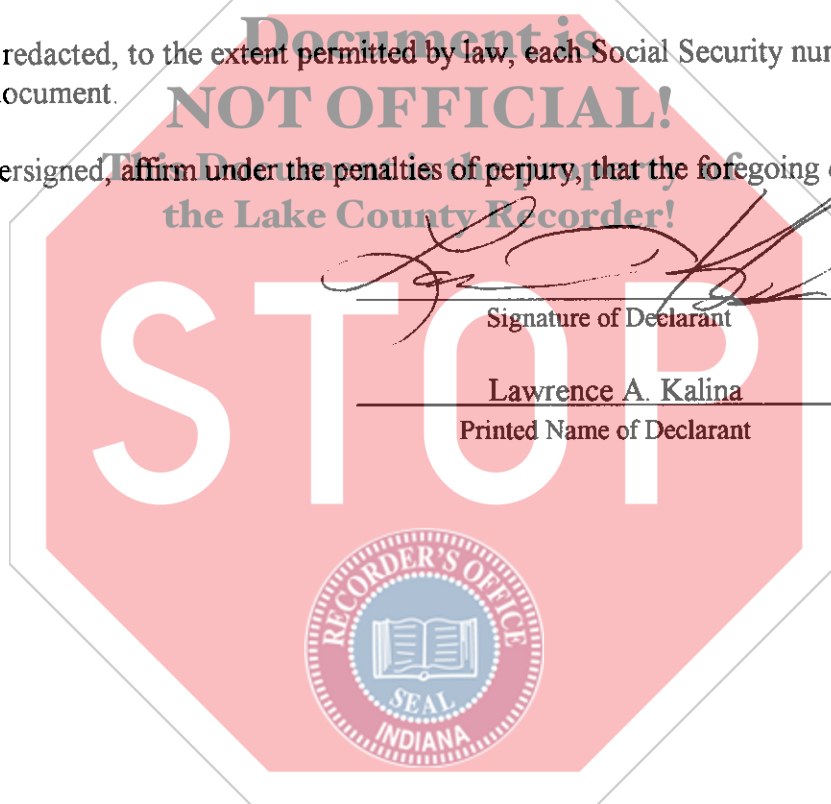 Document is
redacted, to the extent permitted by law, each Social Security
ocument.
NOT OFFICIAL!
ersigned, affirm under the penalties of perjury, that the foregoing
This Document is the property of
the Lake County Recorder!
Signature of Declarant
Lawrence A. Kalina
Printed Name of Declarant
STOP
RECORDER'S OFFICE
SEAL
INDIANA